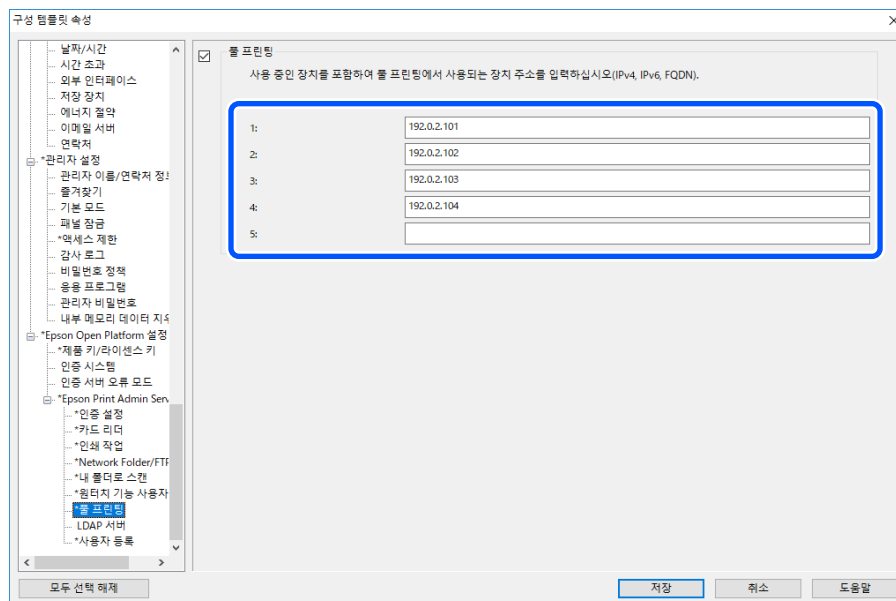 구성 템플릿 속성
날짜/시간
시간 초과
외부 인터페이스
저장 장치
에너지 절약
이메일 서버
연락처
*관리자 설정
관리자 이름/연락처 정보
즐겨찾기
기본 모드
패널 잠금
*액세스 제한
감사 로그
비밀번호 정책
응용 프로그램
관리자 비밀번호
내부 메모리 데이터 지우
*Epson Open Platform 설정
*제품 키/라이센스 키
인증 시스템
인증 서버 오류 모드
*Epson Print Admin Serv
*인증 설정
*카드 리더
*인쇄 작업
*Network Folder/FTP
*내 폴더로 스캔
*원터치 기능 사용자
*풀 프린팅
LDAP 서버
*사용자 등록
풀 프린팅
사용 중인 장치를 포함하여 풀 프린팅에서 사용되는 장치 주소를 입력하십시오(IPv4, IPv6, FQDN).
1: 192.0.2.101
2: 192.0.2.102
3: 192.0.2.103
4: 192.0.2.104
5:
모두 선택 해제 저장 취소 도움말